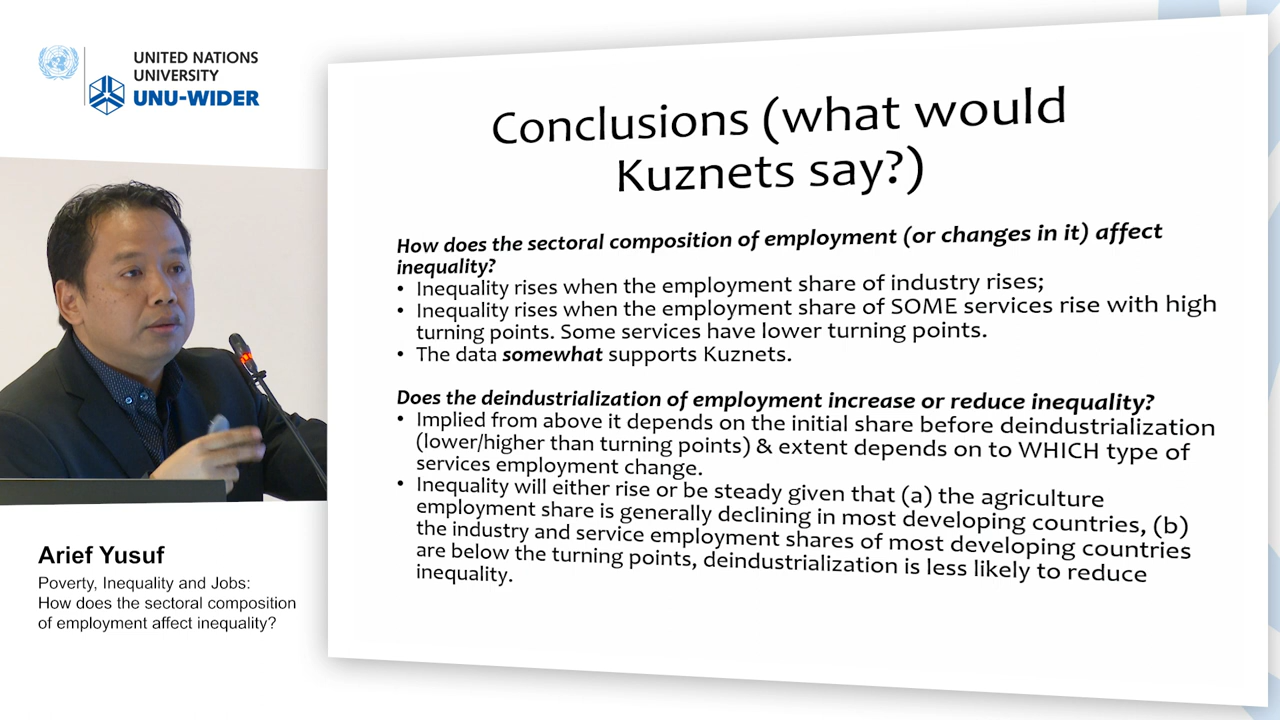 UNITED NATIONS
UNIVERSITY
UNU-WIDER
Conclusions (what would
Kuznets say?)
How does the sectoral composition of employment (or changes in it) affect
inequality?
• Inequality rises when the employment share of industry rises;
• Inequality rises when the employment share of SOME services rise with high
turning points. Some services have lower turning points.
• The data somewhat supports Kuznets.
Does the deindustrialization of employment increase or reduce inequality?
• Implied from above it depends on the initial share before deindustrialization
(lower/higher than turning points) & extent depends on to WHICH type of
services employment change.
• Inequality will either rise or be steady given that (a) the agriculture
employment share is generally declining in most developing countries, (b)
the industry and service employment shares of most developing countries
are below the turning points, deindustrialization is less likely to reduce
inequality.
Arief Yusuf
Poverty, Inequality and Jobs:
How does the sectoral composition
of employment affect inequality?